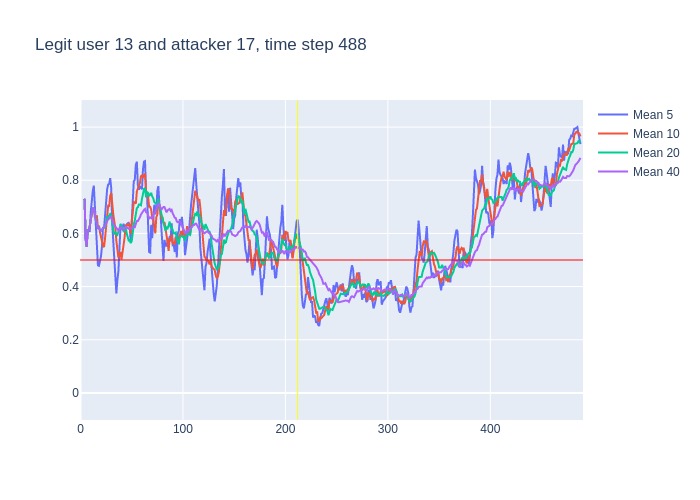 Legit user 13 and attacker 17, time step 488
Mean 5
Mean 10
Mean 20
Mean 40
1
0.8
0.6
0.4
0.2
0
0 100 200 300 400